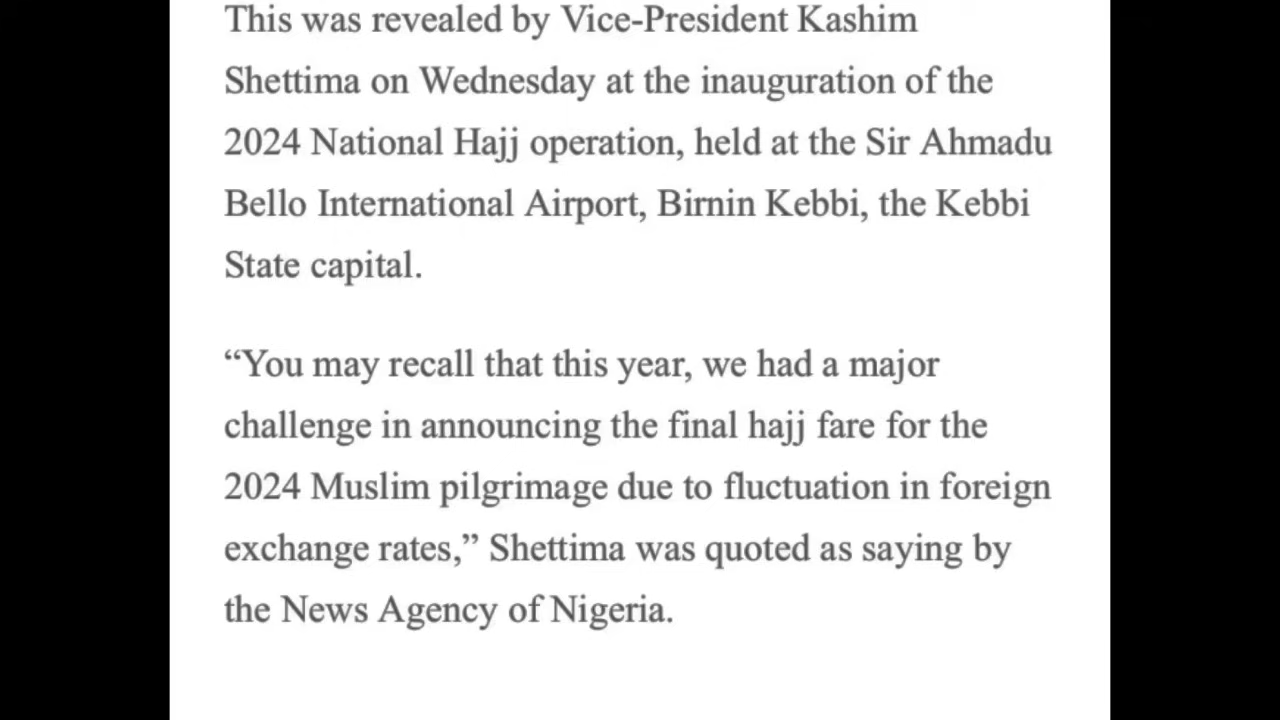 This was revealed by Vice-President Kashim
Shettima on Wednesday at the inauguration of the
2024 National Hajj operation, held at the Sir Ahmadu
Bello International Airport, Birnin Kebbi, the Kebbi
State capital.
“You may recall that this year, we had a major
challenge in announcing the final hajj fare for the
2024 Muslim pilgrimage due to fluctuation in foreign
exchange rates,” Shettima was quoted as saying by
the News Agency of Nigeria.